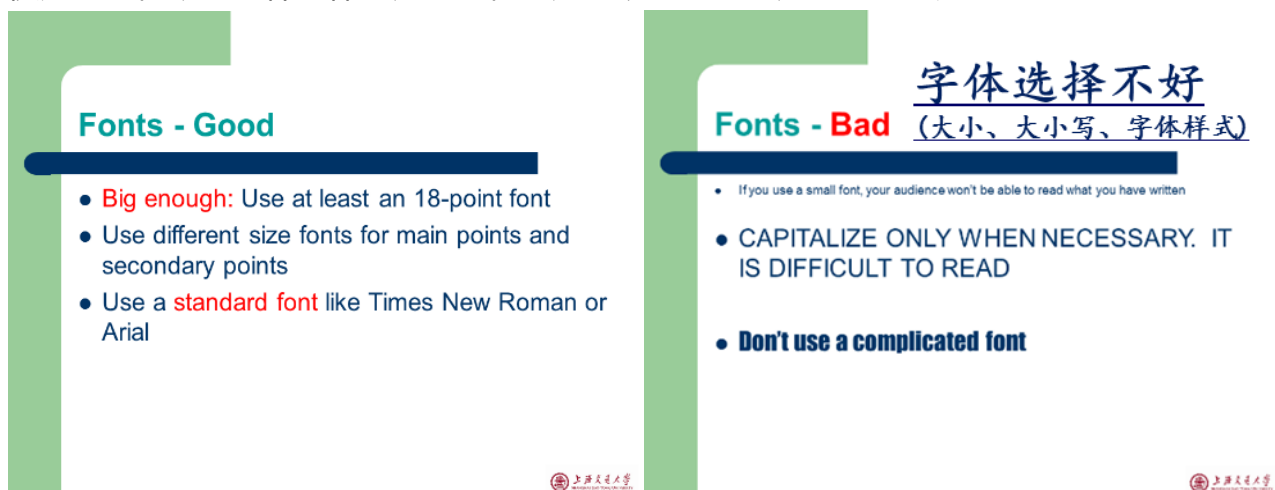 Fonts - Good
Big enough: Use at least an 18-point font
Use different size fonts for main points and
secondary points
Use a standard font like Times New Roman or
Arial
上海交通大学
字体选择不好
Fonts - Bad (大小、大小写、字体样式)
If you use a small font, your audience won't be able to read what you have written
CAPITALIZE ONLY WHEN NECESSARY. IT
IS DIFFICULT TO READ
Don't use a complicated font
上海交通大学